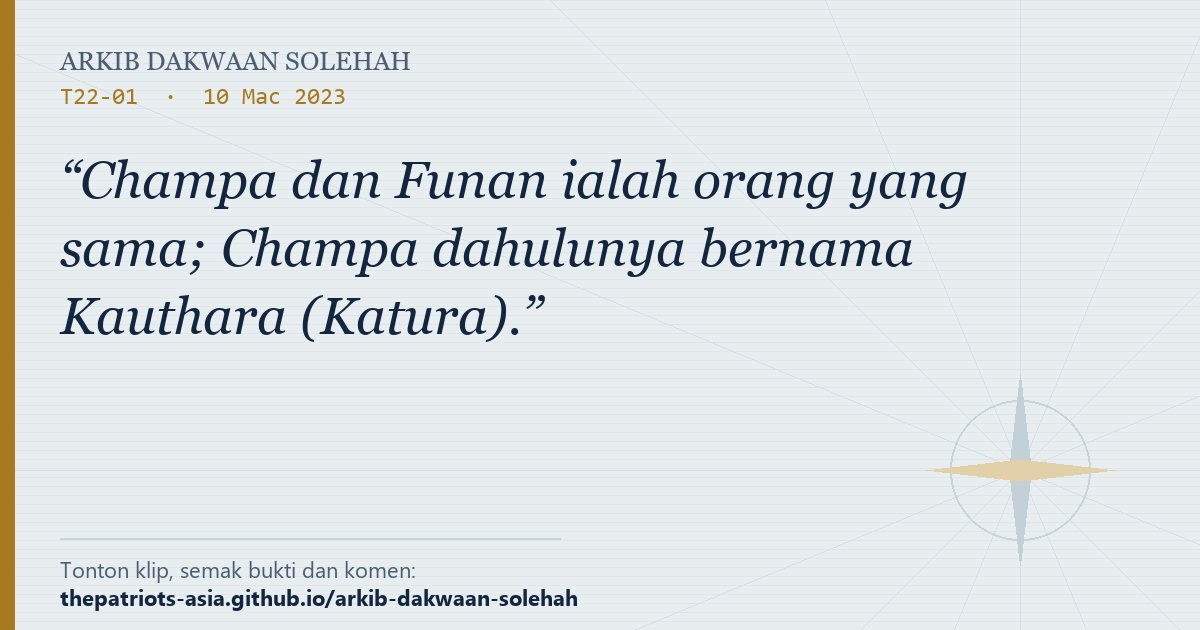 ARKIB DAKWAAN SOLEHAH
T22-01 · 10 Mac 2023
“Champa dan Funan ialah orang yang
sama; Champa dahulunya bernama
Kauthara (Katura).”
Tonton klip, semak bukti dan komen:
thepatriots-asia.github.io/arkib-dakwaan-solehah